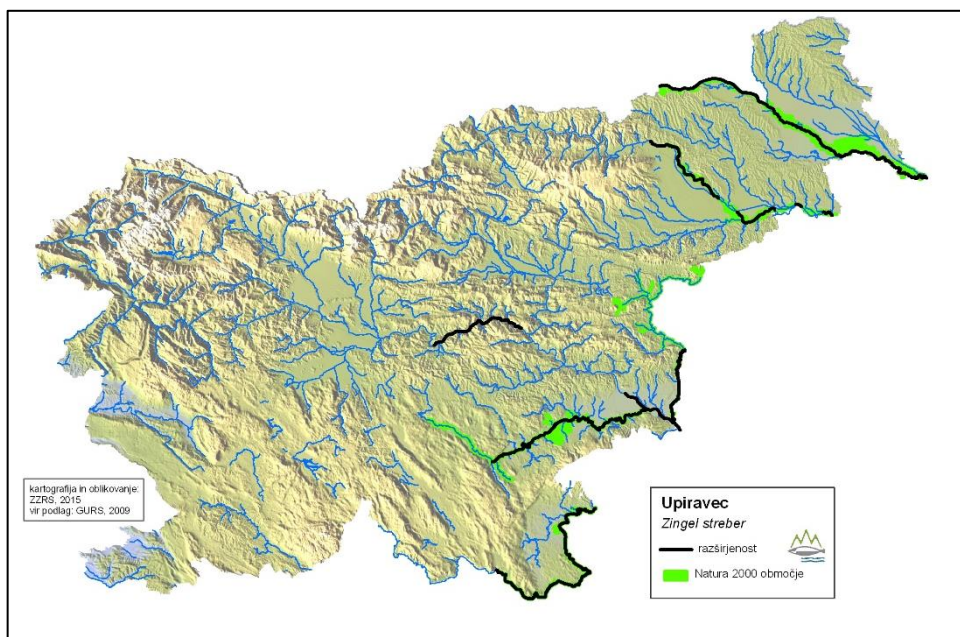 kartografija in oblikovanje:
ZZRS, 2015
vir podlag: GURS, 2009
Upiravec
Zingel streber
razširjenost
Natura 2000 območje